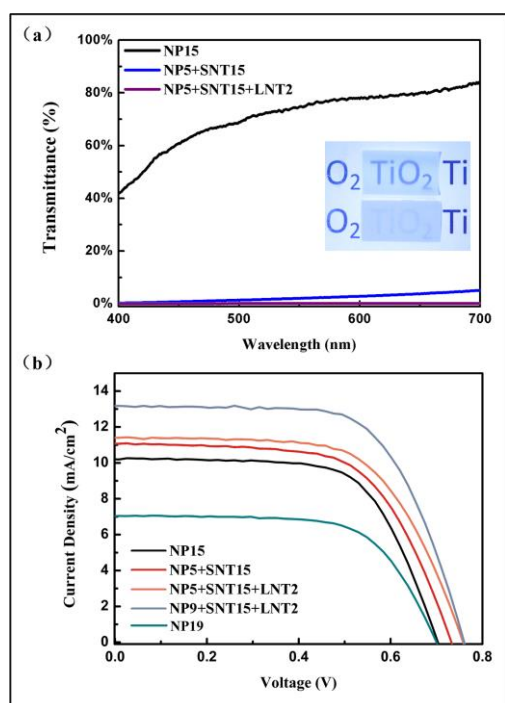 (a)
100%
80%
60%
40%
20%
0%
Transmittance (%)
NP15
NP5+SNT15
NP5+SNT15+LNT2
O₂ TiO₂ Ti
O₂ TiO₂ Ti
400 500 600 700
Wavelength (nm)
(b)
14
12
10
8
6
4
2
0
Current Density (mA/cm²)
NP15
NP5+SNT15
NP5+SNT15+LNT2
NP9+SNT15+LNT2
NP19
0.0 0.2 0.4 0.6 0.8
Voltage (V)